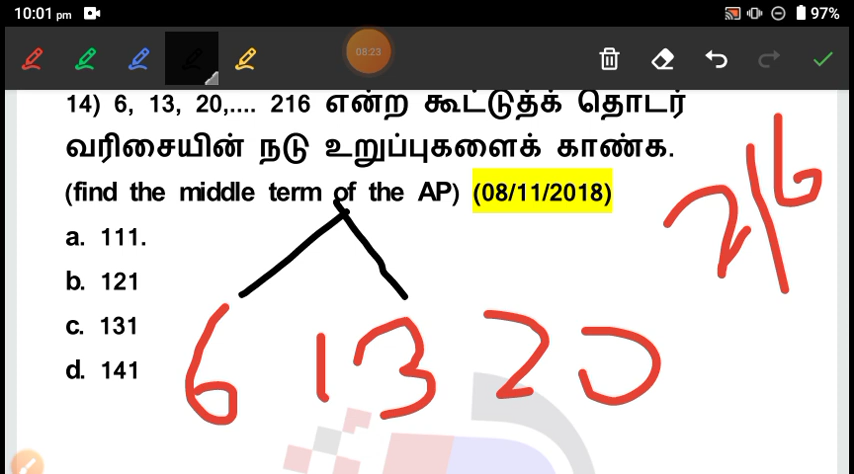 10:01 pm 97%
08:23
14) 6, 13, 20,.... 216 என்ற கூட்டுத்க் தொடர்
வரிசையின் நடு உறுப்புகளைக் காண்க.
(find the middle term of the AP) (08/11/2018)
a. 111.
b. 121
c. 131
d. 141
216
6 13 20